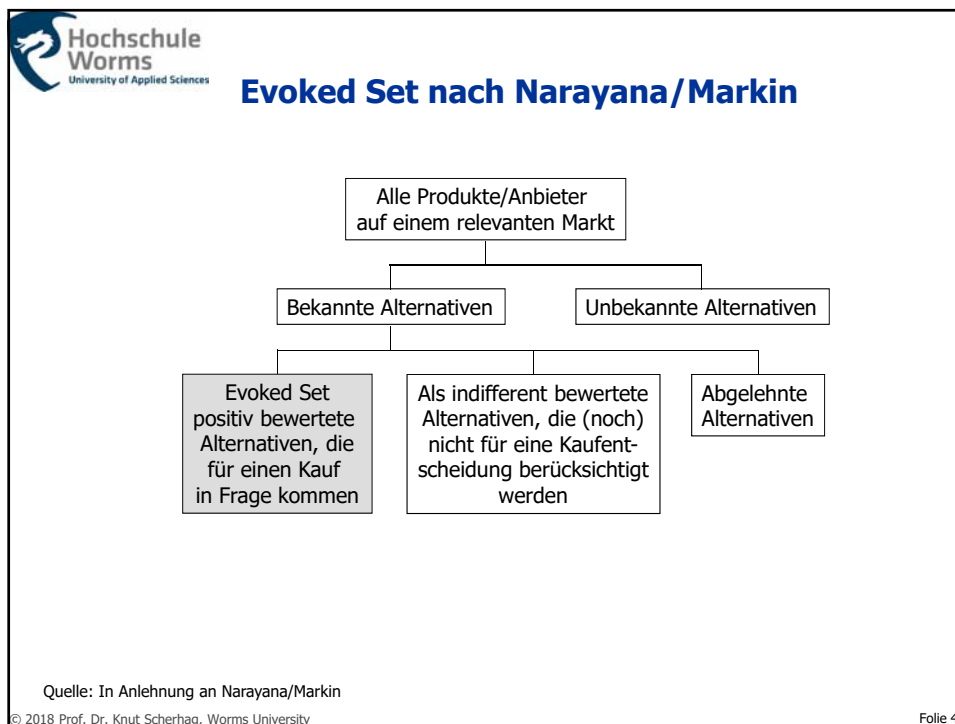 Hochschule
Worms
University of Applied Sciences
Evoked Set nach Narayana/Markin
Alle Produkte/Anbieter
auf einem relevanten Markt
Bekannte Alternativen
Unbekannte Alternativen
Evoked Set
positiv bewertete
Alternativen, die
für einen Kauf
in Frage kommen
Als indifferent bewertete
Alternativen, die (noch)
nicht für eine Kaufent-
scheidung berücksichtigt
werden
Abgelehnte
Alternativen
Quelle: In Anlehnung an Narayana/Markin
© 2018 Prof. Dr. Knut Scherhag, Worms University
Folie 4